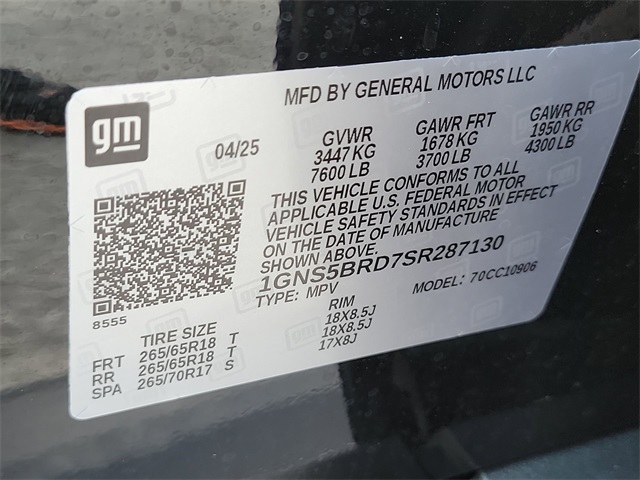 MFD BY GENERAL MOTORS LLC
gm
04/25
GVWR GAWR FRT GAWR RR
3447 KG 1678 KG 1950 KG
7600 LB 3700 LB 4300 LB
THIS VEHICLE CONFORMS TO ALL
APPLICABLE U.S. FEDERAL MOTOR
VEHICLE SAFETY STANDARDS IN EFFECT
ON THE DATE OF MANUFACTURE
SHOWN ABOVE.
1GNS5BRD7SR287130
TYPE: MPV MODEL: 70CC10906
8555
TIRE SIZE RIM
FRT 265/65R18 T 18X8.5J
RR 265/65R18 T 18X8.5J
SPA 265/70R17 S 17X8J